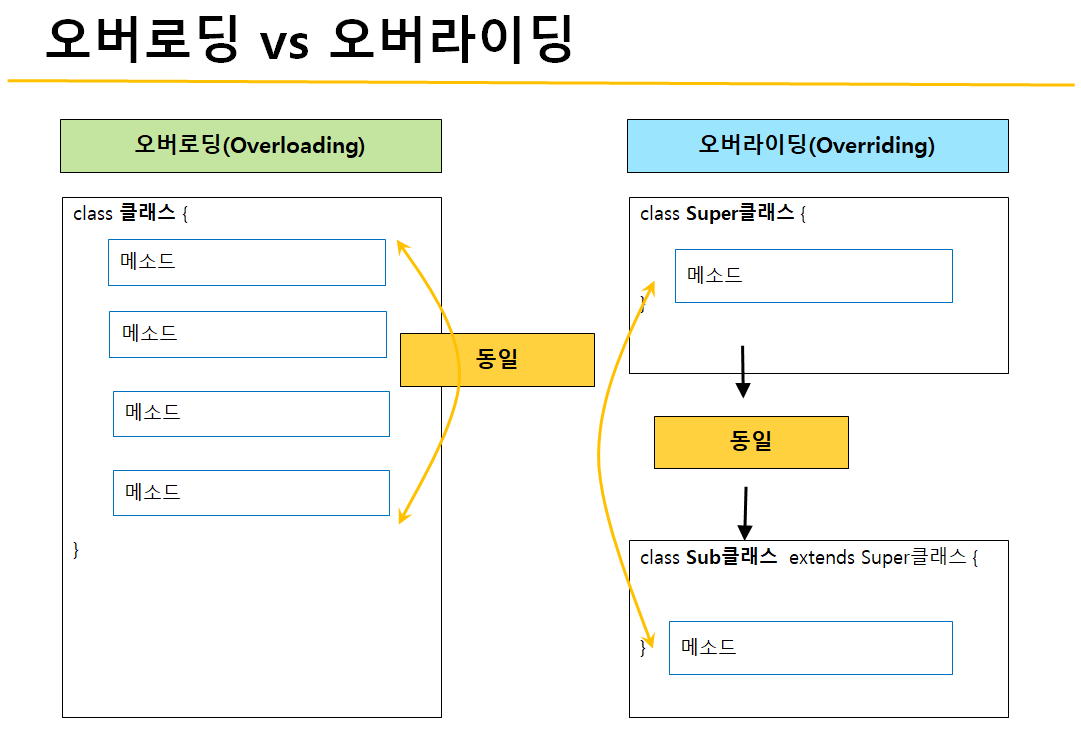 오버로딩 vs 오버라이딩
오버로딩(Overloading)
class 클래스 {
메소드
메소드
메소드
메소드
}
동일
오버라이딩(Overriding)
class Super클래스 {
메소드
}
동일
class Sub클래스 extends Super클래스 {
메소드
}